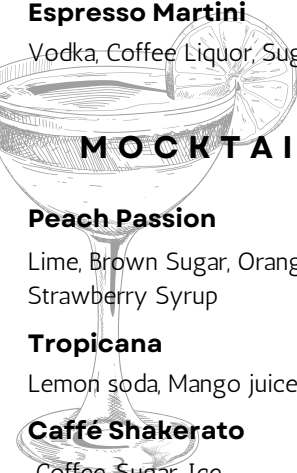 Espresso Martini
Vodka, Coffee Liquor, Sug
MOCKTAI
Peach Passion
Lime, Brown Sugar, Orang
Strawberry Syrup
Tropicana
Lemon soda, Mango juice
Caffé Shakerato
Coffee Sugar Ice